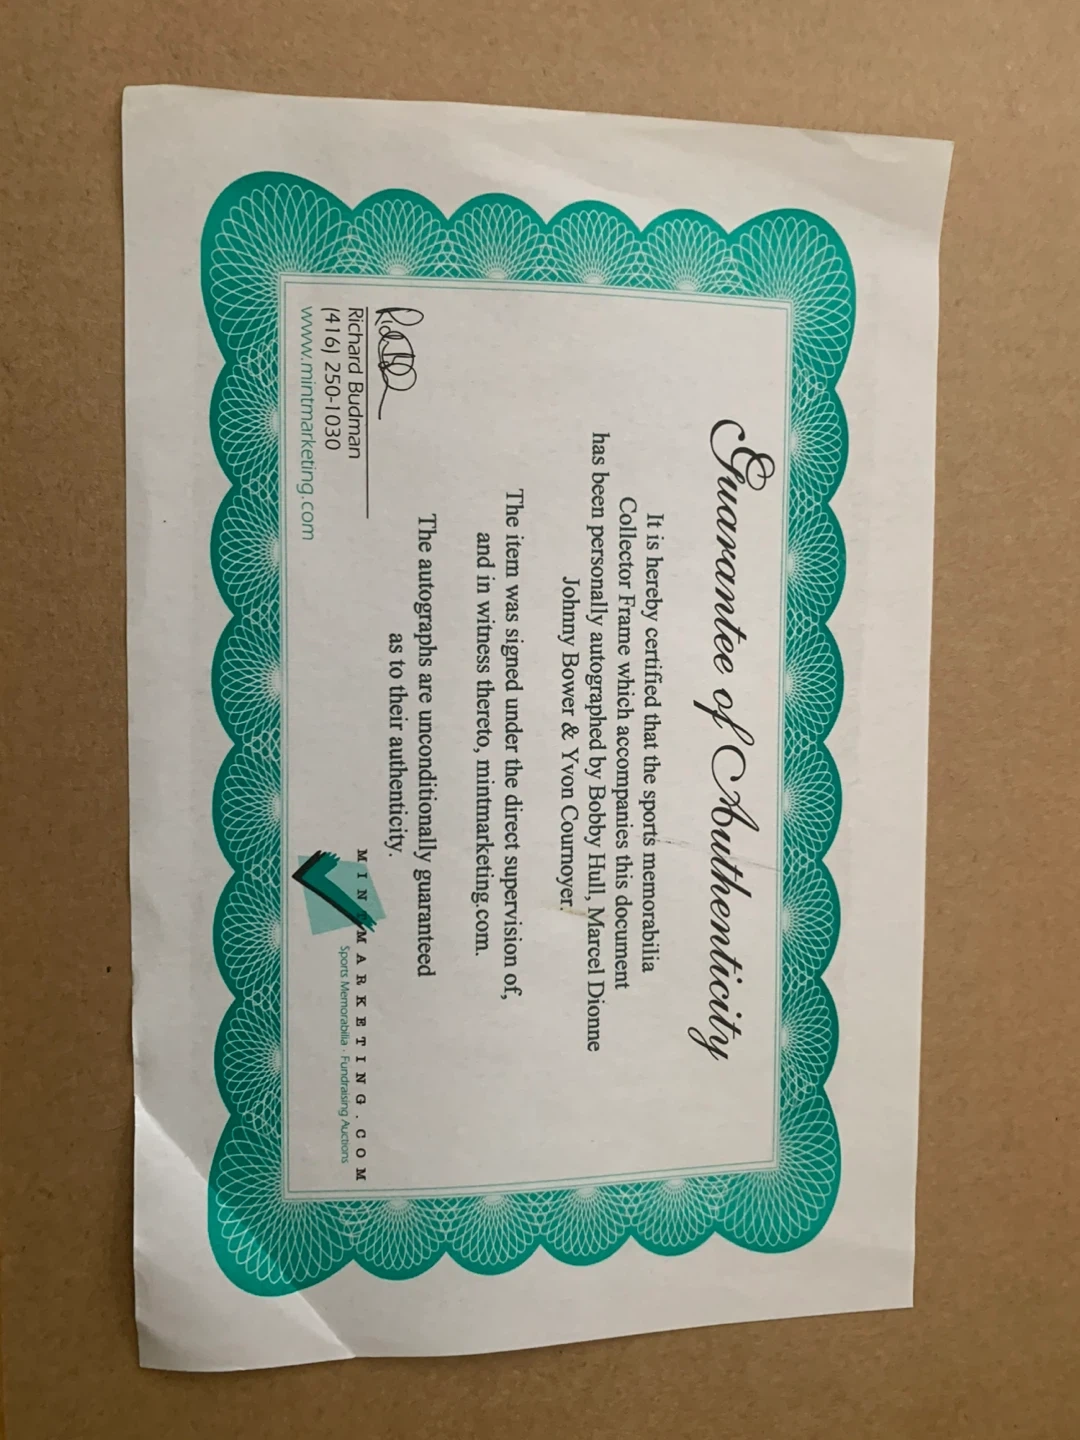 Guarantee of Authenticity
It is hereby certified that the sports memorabilia
Collector Frame which accompanies this document
has been personally autographed by Bobby Hull, Marcel Dionne
Johnny Bower & Yvon Cournoyer.
The item was signed under the direct supervision of,
and in witness thereto, mintmarketing.com.
The autographs are unconditionally guaranteed
as to their authenticity.
Richard Budman
(416) 250-1030
www.mintmarketing.com
MINTMARKETING.COM
Sports Memorabilia · Fundraising Auctions